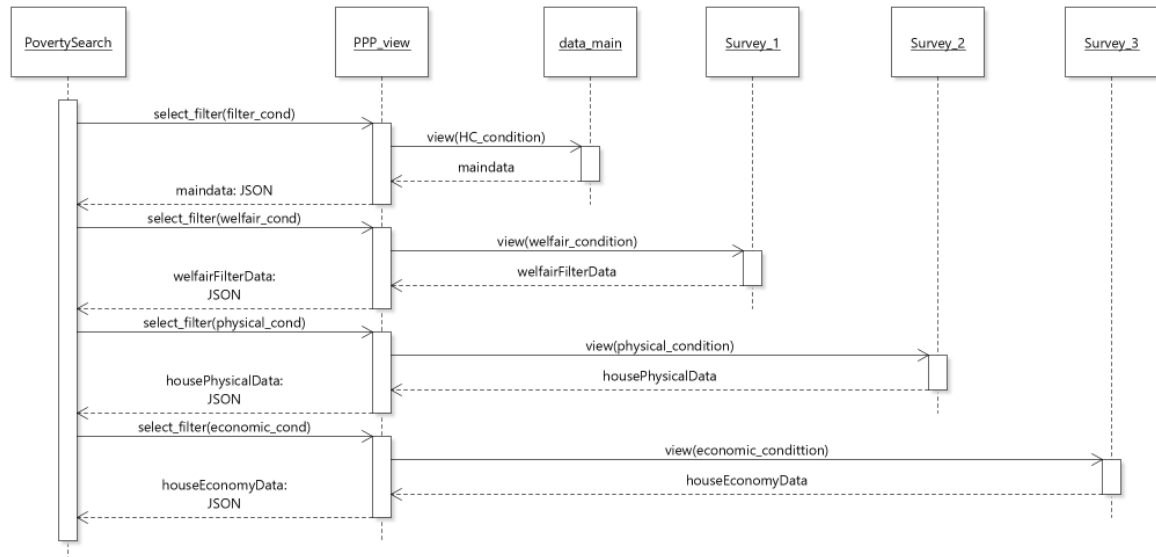 PovertySearch
PPP_view
data_main
Survey_1
Survey_2
Survey_3
select_filter(filter_cond)
view(HC_condition)
maindata
maindata: JSON
select_filter(welfair_cond)
view(welfair_condition)
welfairFilterData
welfairFilterData:
JSON
select_filter(physical_cond)
view(physical_condition)
housePhysicalData
housePhysicalData:
JSON
select_filter(economic_cond)
view(economic_condittion)
houseEconomyData
houseEconomyData:
JSON